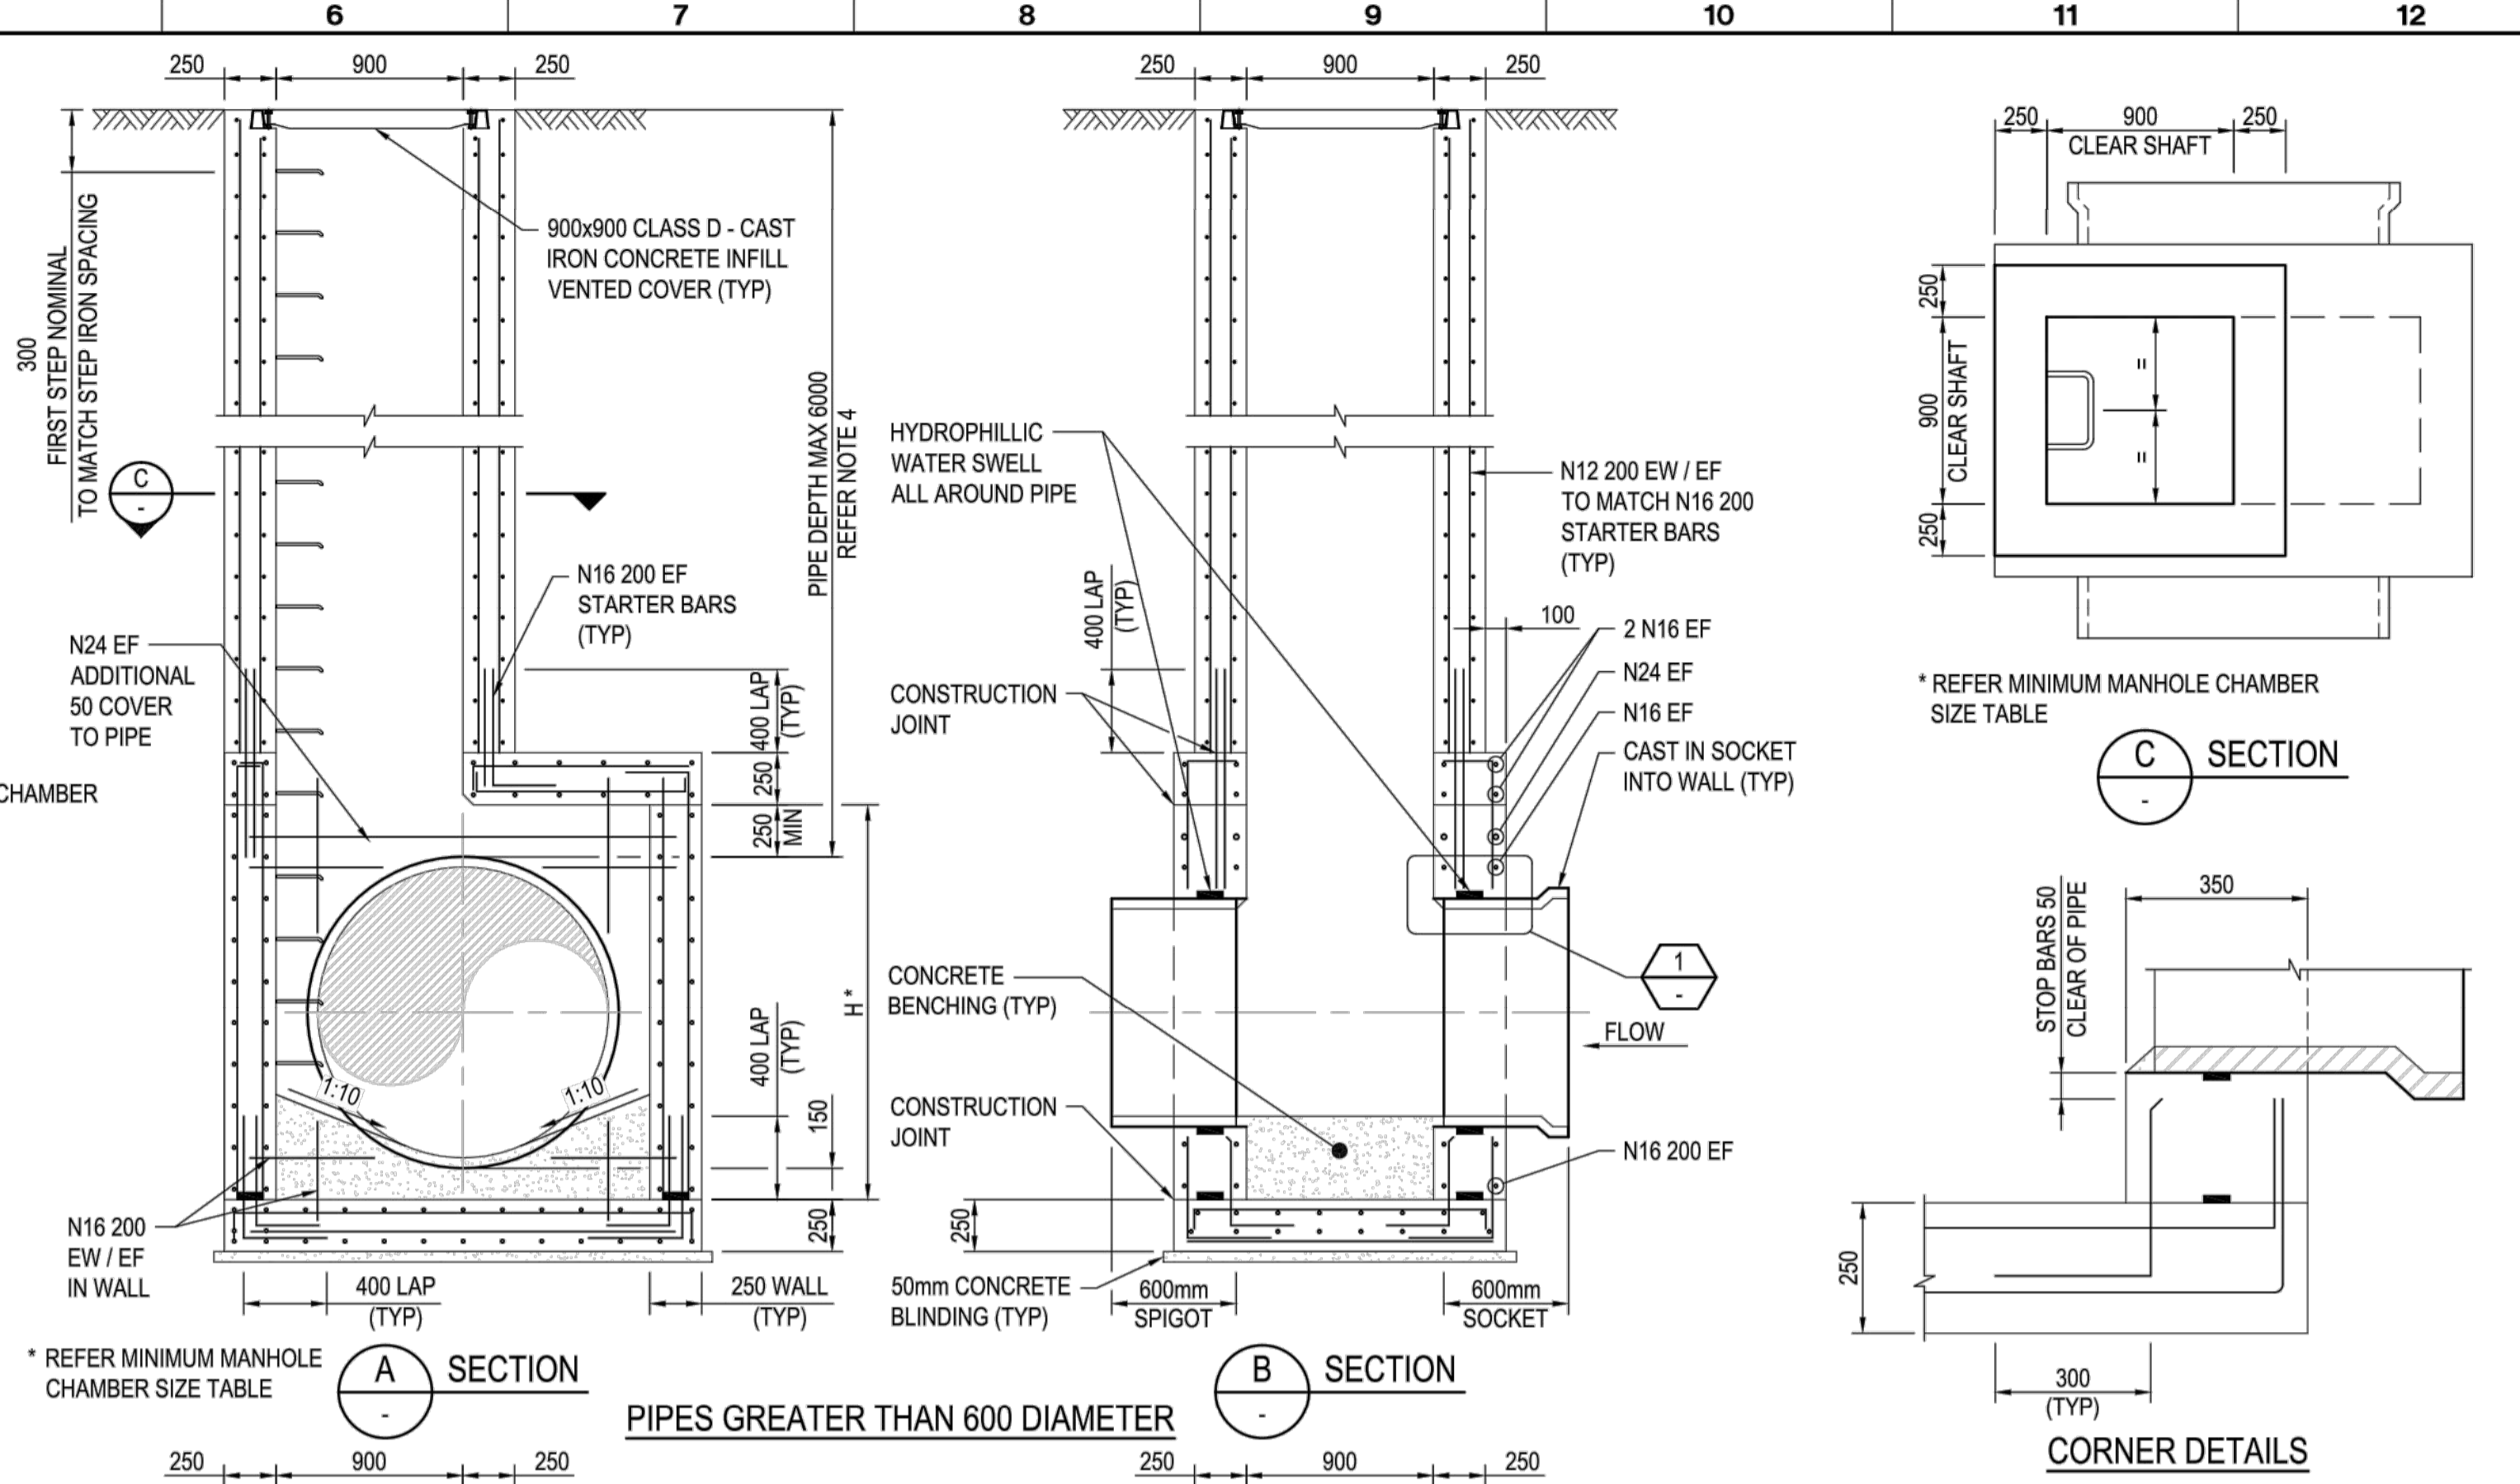 6 7 8 9 10 11 12
250 900 250
300
FIRST STEP NOMINAL
TO MATCH STEP IRON SPACING
900x900 CLASS D - CAST
IRON CONCRETE INFILL
VENTED COVER (TYP)
PIPE DEPTH MAX 6000
REFER NOTE 4
C
-
N16 200 EF
STARTER BARS
(TYP)
N24 EF
ADDITIONAL
50 COVER
TO PIPE
CHAMBER
400 LAP
(TYP)
250
250
MIN
H *
1:10
1:10
400 LAP
(TYP)
150
250
N16 200
EW / EF
IN WALL
400 LAP
(TYP)
250 WALL
(TYP)
* REFER MINIMUM MANHOLE
CHAMBER SIZE TABLE
A
-
SECTION
PIPES GREATER THAN 600 DIAMETER
250 900 250
HYDROPHILLIC
WATER SWELL
ALL AROUND PIPE
N12 200 EW / EF
TO MATCH N16 200
STARTER BARS
(TYP)
400 LAP
(TYP)
100
2 N16 EF
N24 EF
N16 EF
CAST IN SOCKET
INTO WALL (TYP)
CONSTRUCTION
JOINT
1
-
CONCRETE
BENCHING (TYP)
FLOW
CONSTRUCTION
JOINT
N16 200 EF
250
50mm CONCRETE
BLINDING (TYP)
600mm
SPIGOT
600mm
SOCKET
B
-
SECTION
250 900 250
CLEAR SHAFT
250
900
CLEAR SHAFT
250
=
=
* REFER MINIMUM MANHOLE CHAMBER
SIZE TABLE
C
-
SECTION
350
STOP BARS 50
CLEAR OF PIPE
250
300
(TYP)
CORNER DETAILS
250 900 250
250 900 250